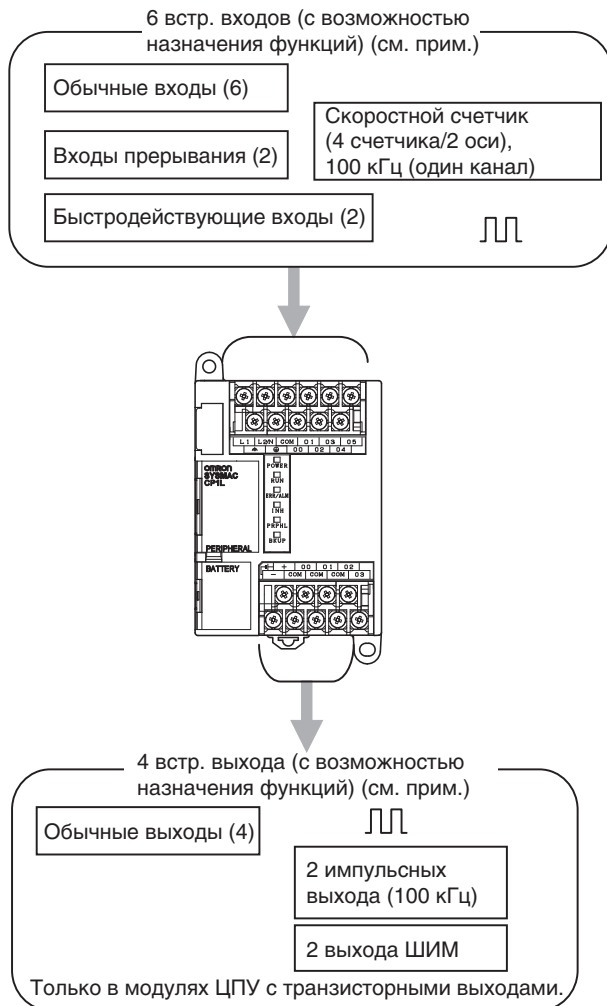 6 встр. входов (с возможностью
назначения функций) (см. прим.)
Обычные входы (6)
Скоростной счетчик
(4 счетчика/2 оси),
100 кГц (один канал)
Входы прерывания (2)
Быстродействующие входы (2)
L1 L2/N COM 01 03 05
00 02 04
omron
SYSMAC
CP1L
POWER
RUN
ERR/ALM
INH
PRPHL
BKUP
PERIPHERAL
BATTERY
+ 00 01 02
- COM COM COM 03
4 встр. выхода (с возможностью
назначения функций) (см. прим.)
Обычные выходы (4)
2 импульсных
выхода (100 кГц)
2 выхода ШИМ
Только в модулях ЦПУ с транзисторными выходами.